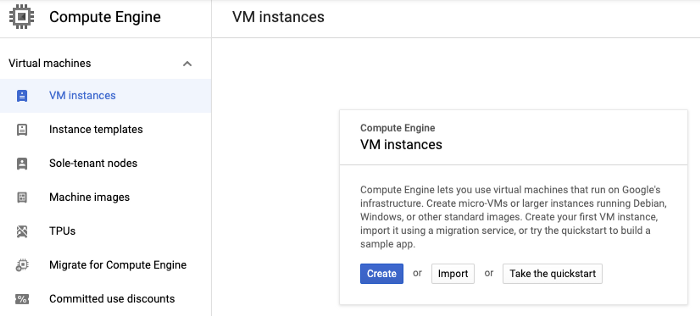 Compute Engine
VM instances
Virtual machines
VM instances
Instance templates
Sole-tenant nodes
Machine images
TPUs
Migrate for Compute Engine
Committed use discounts
Compute Engine
VM instances
Compute Engine lets you use virtual machines that run on Google's
infrastructure. Create micro-VMs or larger instances running Debian,
Windows, or other standard images. Create your first VM instance,
import it using a migration service, or try the quickstart to build a
sample app.
Create or Import or Take the quickstart